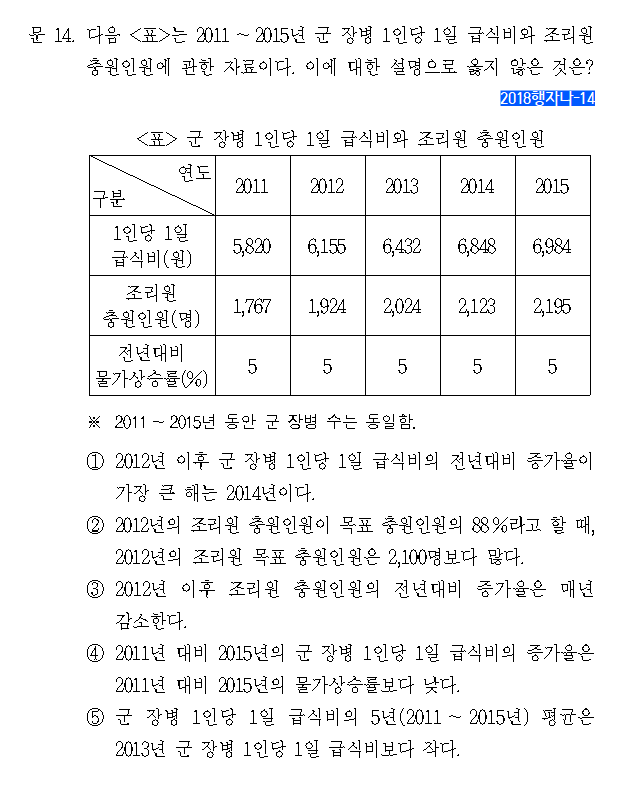 문 14. 다음 <표>는 2011 ~ 2015년 군 장병 1인당 1일 급식비와 조리원
충원인원에 관한 자료이다. 이에 대한 설명으로 옳지 않은 것은?
2018행자나-14
<표> 군 장병 1인당 1일 급식비와 조리원 충원인원
연도
구분
2011 2012 2013 2014 2015
1인당 1일
급식비(원)
5,820 6,155 6,432 6,848 6,984
조리원
충원인원(명)
1,767 1,924 2,024 2,123 2,195
전년대비
물가상승률(%)
5 5 5 5 5
※ 2011 ~ 2015년 동안 군 장병 수는 동일함.
① 2012년 이후 군 장병 1인당 1일 급식비의 전년대비 증가율이
가장 큰 해는 2014년이다.
② 2012년의 조리원 충원인원이 목표 충원인원의 88%라고 할 때,
2012년의 조리원 목표 충원인원은 2,100명보다 많다.
③ 2012년 이후 조리원 충원인원의 전년대비 증가율은 매년
감소한다.
④ 2011년 대비 2015년의 군 장병 1인당 1일 급식비의 증가율은
2011년 대비 2015년의 물가상승률보다 낮다.
⑤ 군 장병 1인당 1일 급식비의 5년(2011 ~ 2015년) 평균은
2013년 군 장병 1인당 1일 급식비보다 작다.